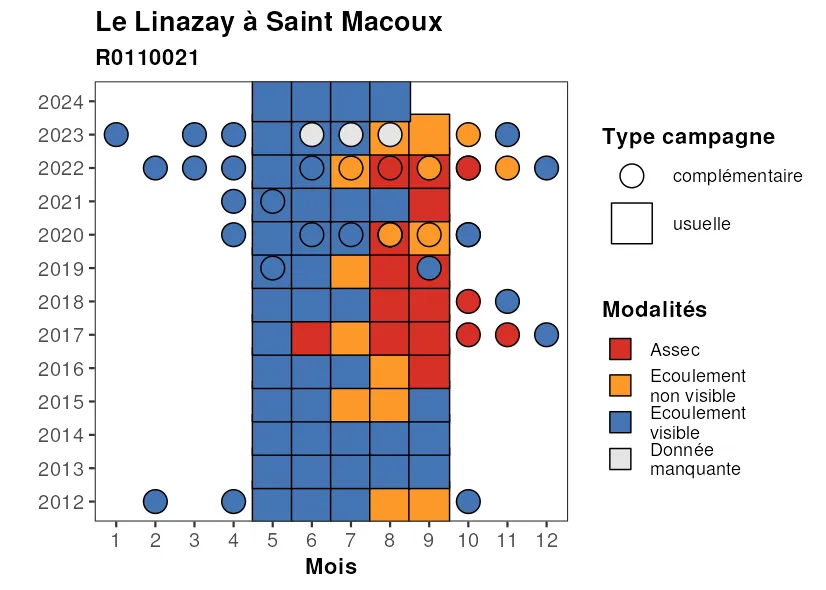 Le Linazay à Saint Macoux
R0110021
2024
2023
2022
2021
2020
2019
2018
2017
2016
2015
2014
2013
2012
1 2 3 4 5 6 7 8 9 10 11 12
Mois
Type campagne
complémentaire
usuelle
Modalités
Assec
Ecoulement
non visible
Ecoulement
visible
Donnée
manquante